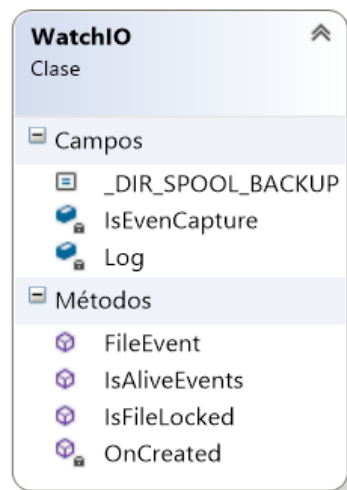 WatchIO
Clase
Campos
_DIR_SPOOL_BACKUP
IsEvenCapture
Log
Métodos
FileEvent
IsAliveEvents
IsFileLocked
OnCreated